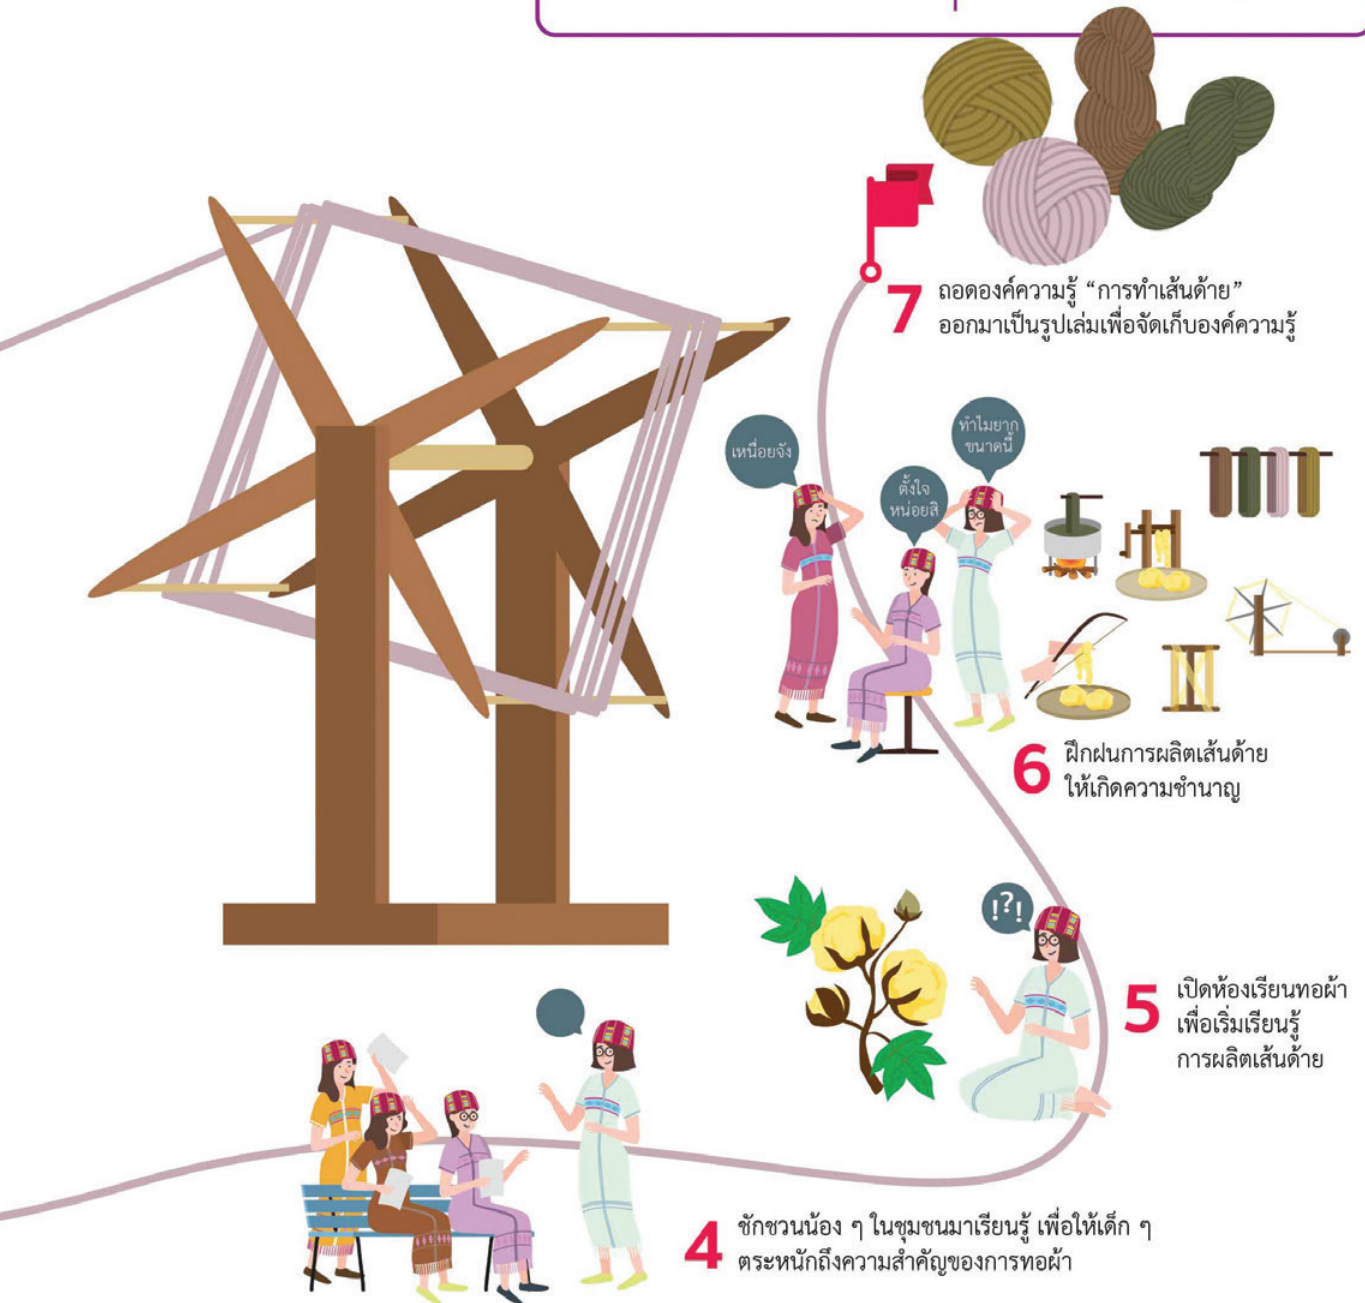 7
ถอดองค์ความรู้ “การทำเส้นด้าย”
ออกมาเป็นรูปเล่มเพื่อจัดเก็บองค์ความรู้
เหนื่อยจัง
ตั้งใจ
หน่อยสิ
ทำไมยาก
ขนาดนี้
6
ฝึกฝนการผลิตเส้นด้าย
ให้เกิดความชำนาญ
!?!
5
เปิดห้องเรียนทอผ้า
เพื่อเริ่มเรียนรู้
การผลิตเส้นด้าย
4
ชักชวนน้อง ๆ ในชุมชนมาเรียนรู้ เพื่อให้เด็ก ๆ
ตระหนักถึงความสำคัญของการทอผ้า